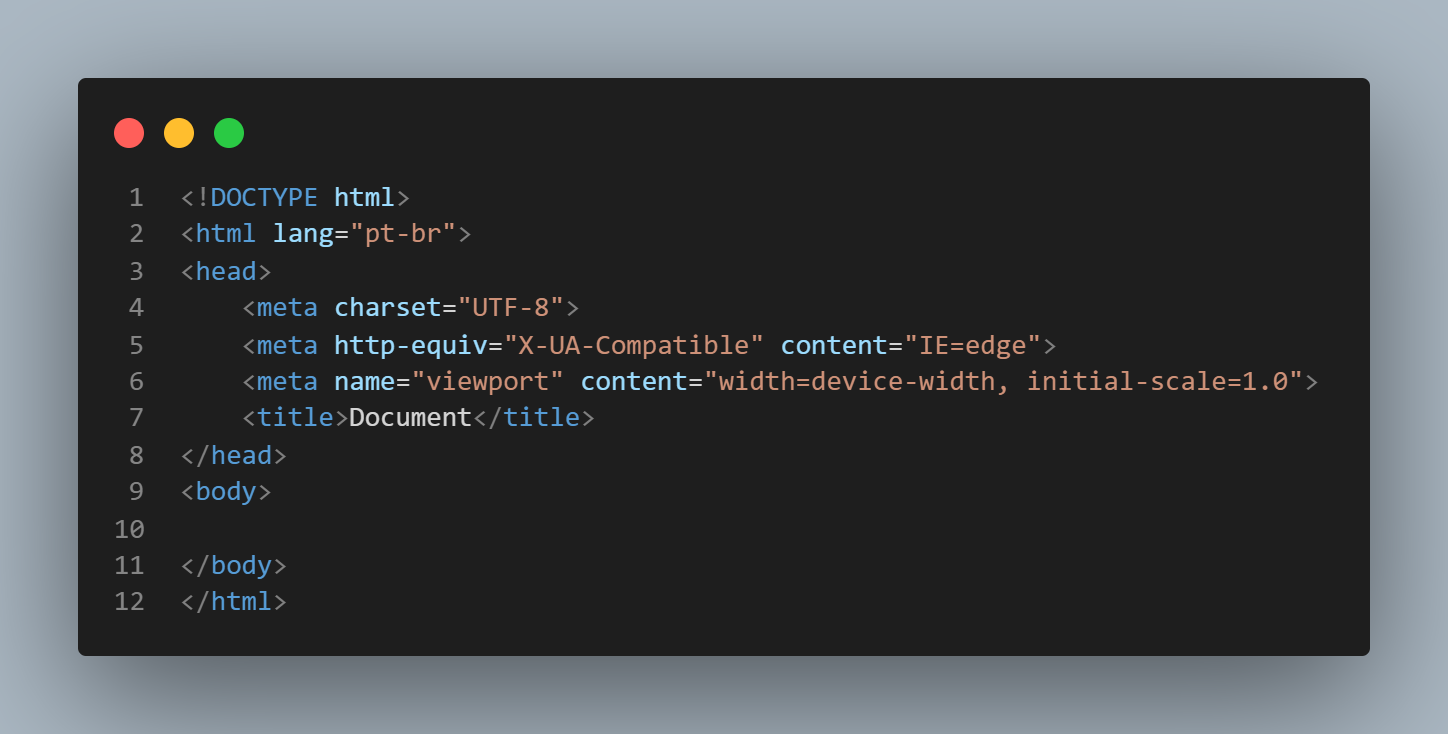 1 <!DOCTYPE html>
2 <html lang="pt-br">
3 <head>
4     <meta charset="UTF-8">
5     <meta http-equiv="X-UA-Compatible" content="IE=edge">
6     <meta name="viewport" content="width=device-width, initial-scale=1.0">
7     <title>Document</title>
8 </head>
9 <body>
10
11 </body>
12 </html>